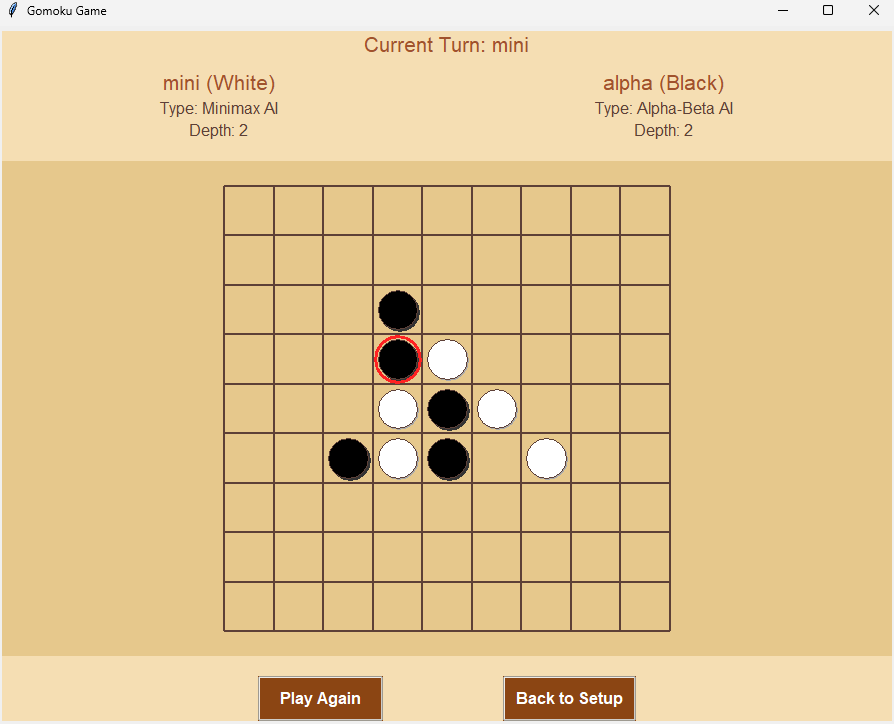 Gomoku Game
Current Turn: mini
mini (White)
Type: Minimax AI
Depth: 2
alpha (Black)
Type: Alpha-Beta AI
Depth: 2
Play Again
Back to Setup